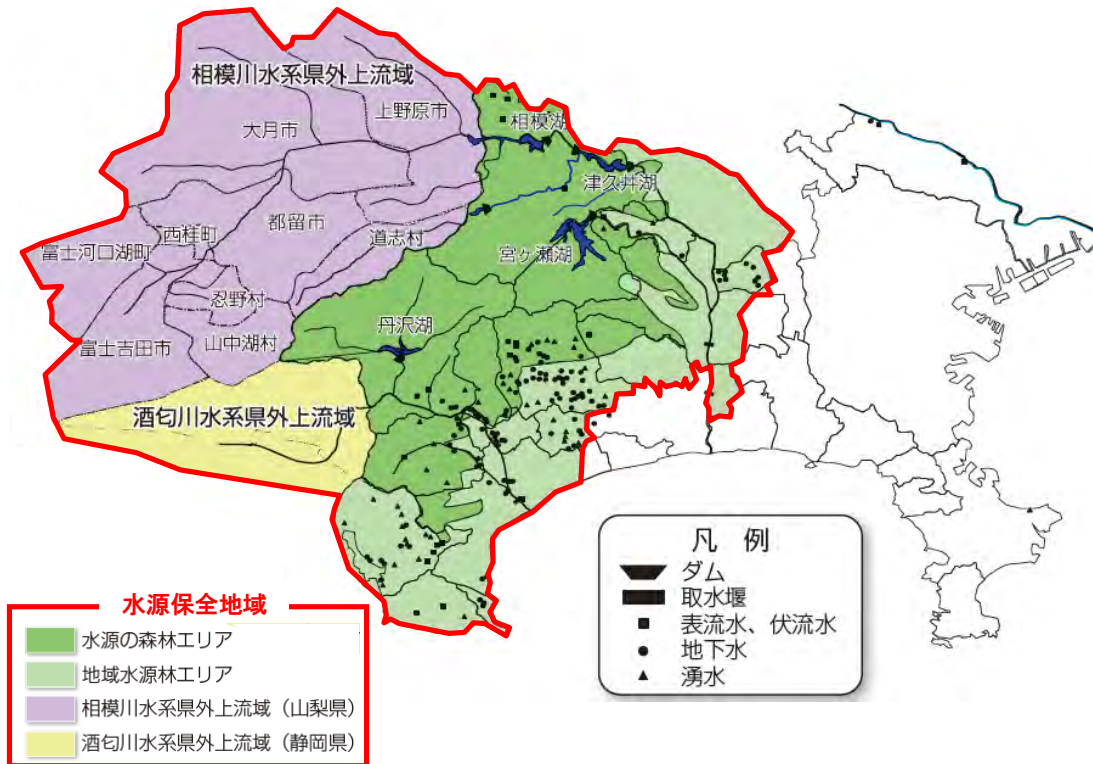 相模川水系県外上流域
上野原市
大月市
相模湖
津久井湖
都留市
西桂町
道志村
富士河口湖町
宮ヶ瀬湖
忍野村
丹沢湖
山中湖村
富士吉田市
酒匂川水系県外上流域
凡 例
ダム
取水堰
表流水、伏流水
地下水
湧水
水源保全地域
水源の森林エリア
地域水源林エリア
相模川水系県外上流域（山梨県）
酒匂川水系県外上流域（静岡県）